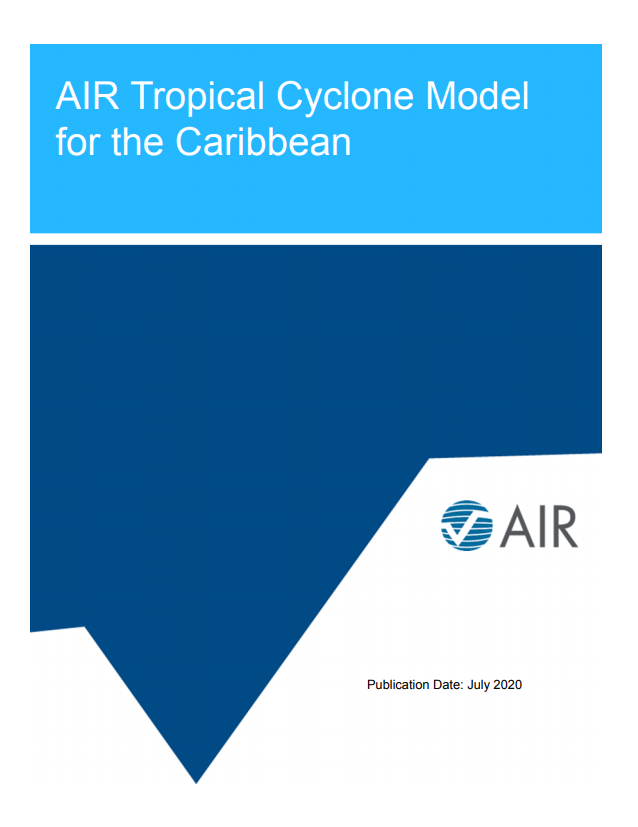 AIR Tropical Cyclone Model
for the Caribbean
AIR
Publication Date: July 2020